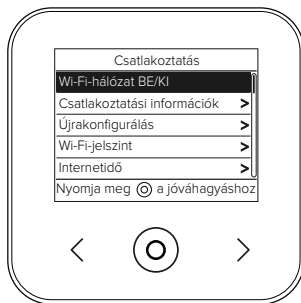 Csatlakoztatás
Wi-Fi-hálózat BE/KI
Csatlakoztatási információk >
Újrakonfigurálás >
Wi-Fi-jelszint >
Internetidő >
Nyomja meg ⊚ a jóváhagyáshoz